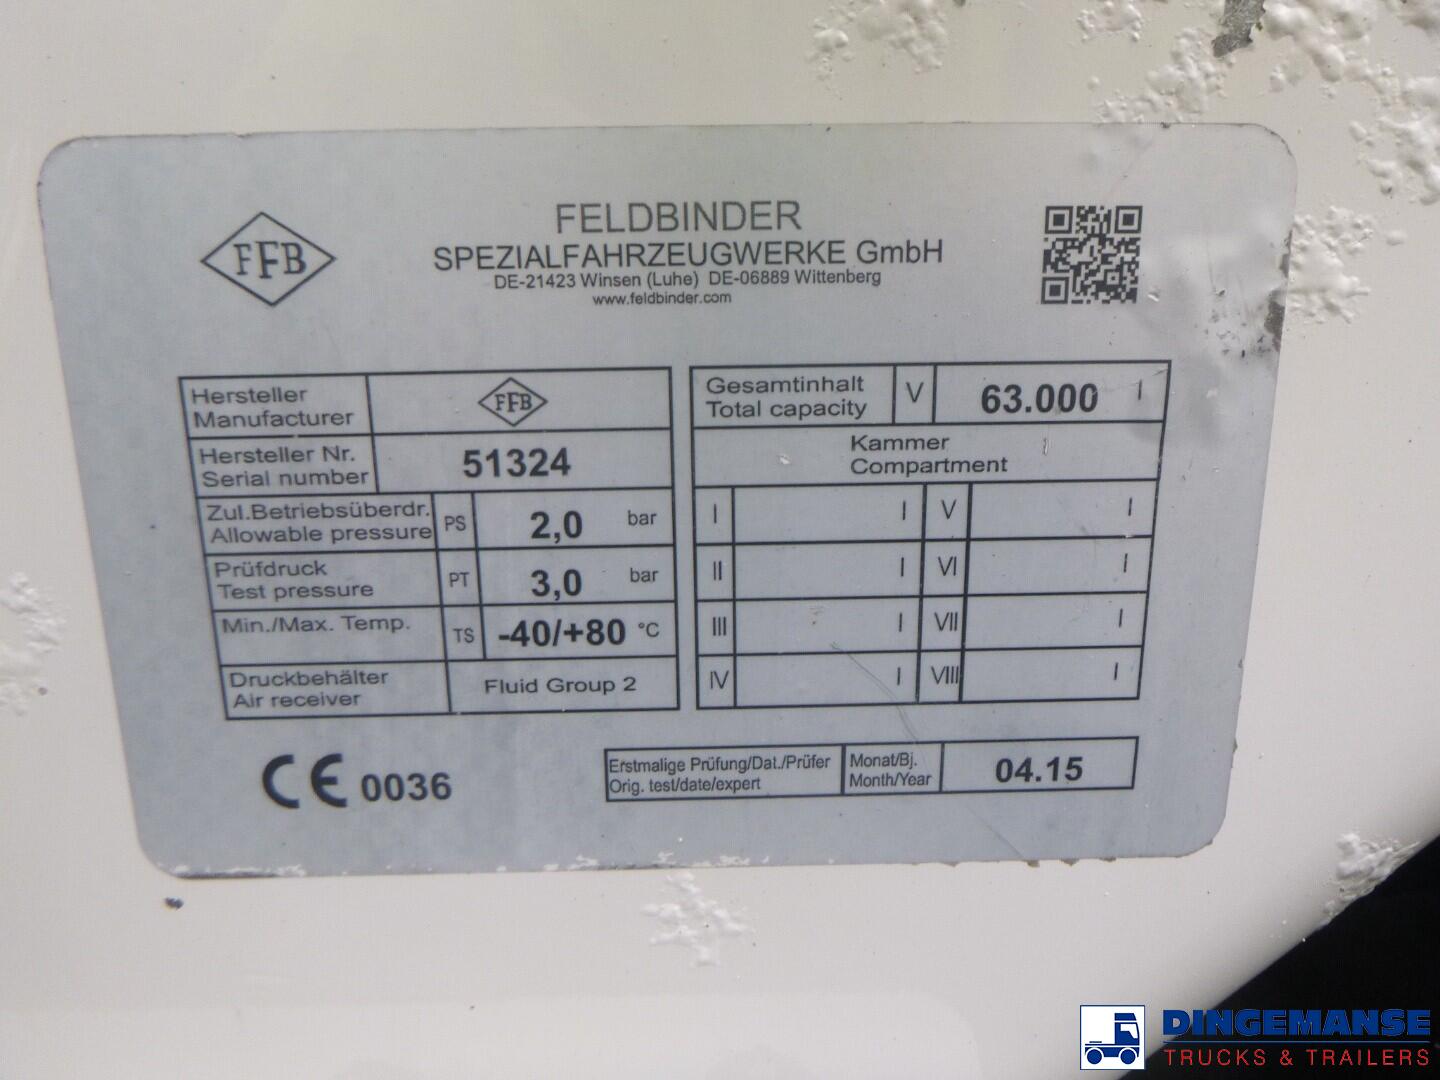 FFB
FELDBINDER
SPEZIALFAHRZEUGWERKE GmbH
DE-21423 Winsen (Luhe) DE-06889 Wittenberg
www.feldbinder.com
Hersteller
Manufacturer
FFB
Hersteller Nr.
Serial number
51324
Zul.Betriebsüberdr.
Allowable pressure
PS
2,0 bar
Prüfdruck
Test pressure
PT
3,0 bar
Min./Max. Temp.
TS
-40/+80 °C
Druckbehälter
Air receiver
Fluid Group 2
Gesamtinhalt
Total capacity
V
63.000 l
Kammer
Compartment
I l V l
II l VI l
III l VII l
IV l VIII l
CE 0036
Erstmalige Prüfung/Dat./Prüfer
Orig. test/date/expert
Monat/Bj.
Month/Year
04.15
DINGEMANSE
TRUCKS & TRAILERS